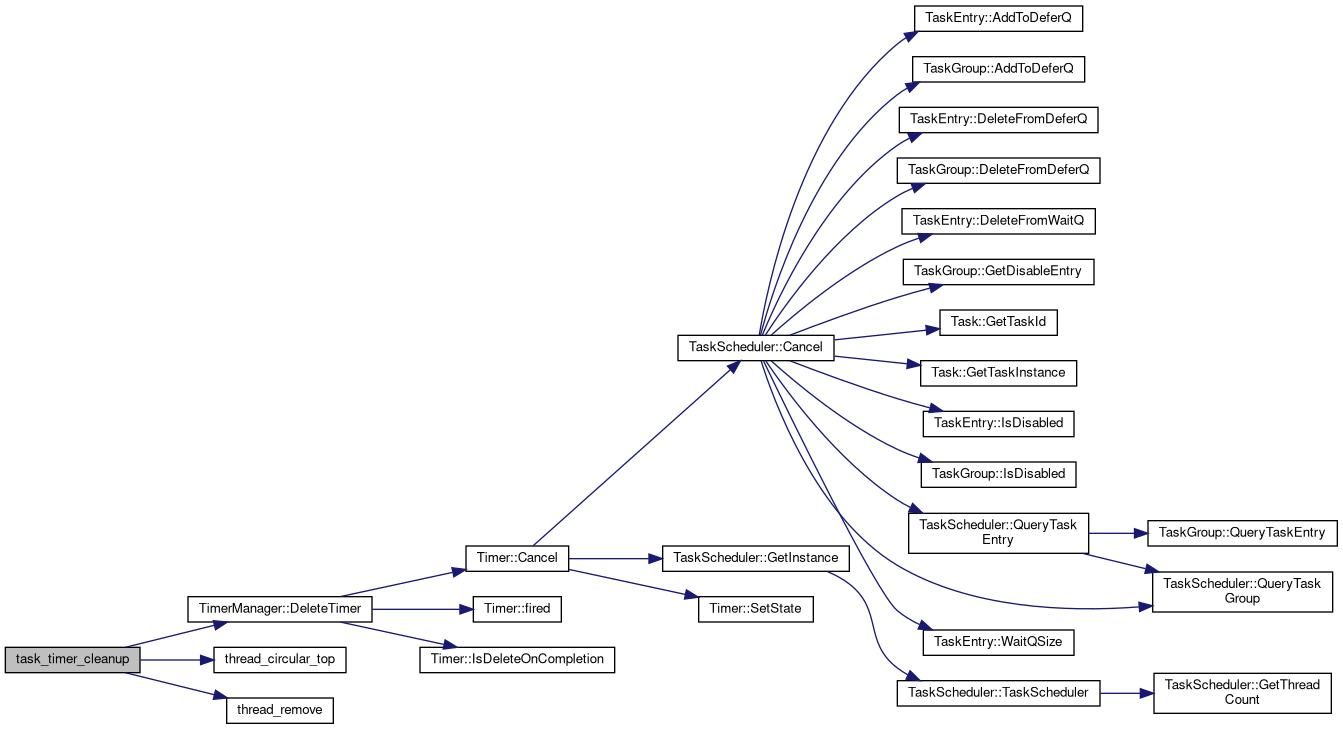 TaskEntry::AddToDeferQ
TaskGroup::AddToDeferQ
TaskEntry::DeleteFromDeferQ
TaskGroup::DeleteFromDeferQ
TaskEntry::DeleteFromWaitQ
TaskGroup::GetDisableEntry
Task::GetTaskId
TaskScheduler::Cancel
Task::GetTaskInstance
TaskEntry::IsDisabled
TaskGroup::IsDisabled
TaskScheduler::QueryTask
Entry
TaskGroup::QueryTaskEntry
Timer::Cancel
TaskScheduler::GetInstance
TaskScheduler::QueryTask
Group
TimerManager::DeleteTimer
Timer::fired
Timer::SetState
TaskEntry::WaitQSize
task_timer_cleanup
thread_circular_top
Timer::IsDeleteOnCompletion
TaskScheduler::TaskScheduler
TaskScheduler::GetThread
Count
thread_remove